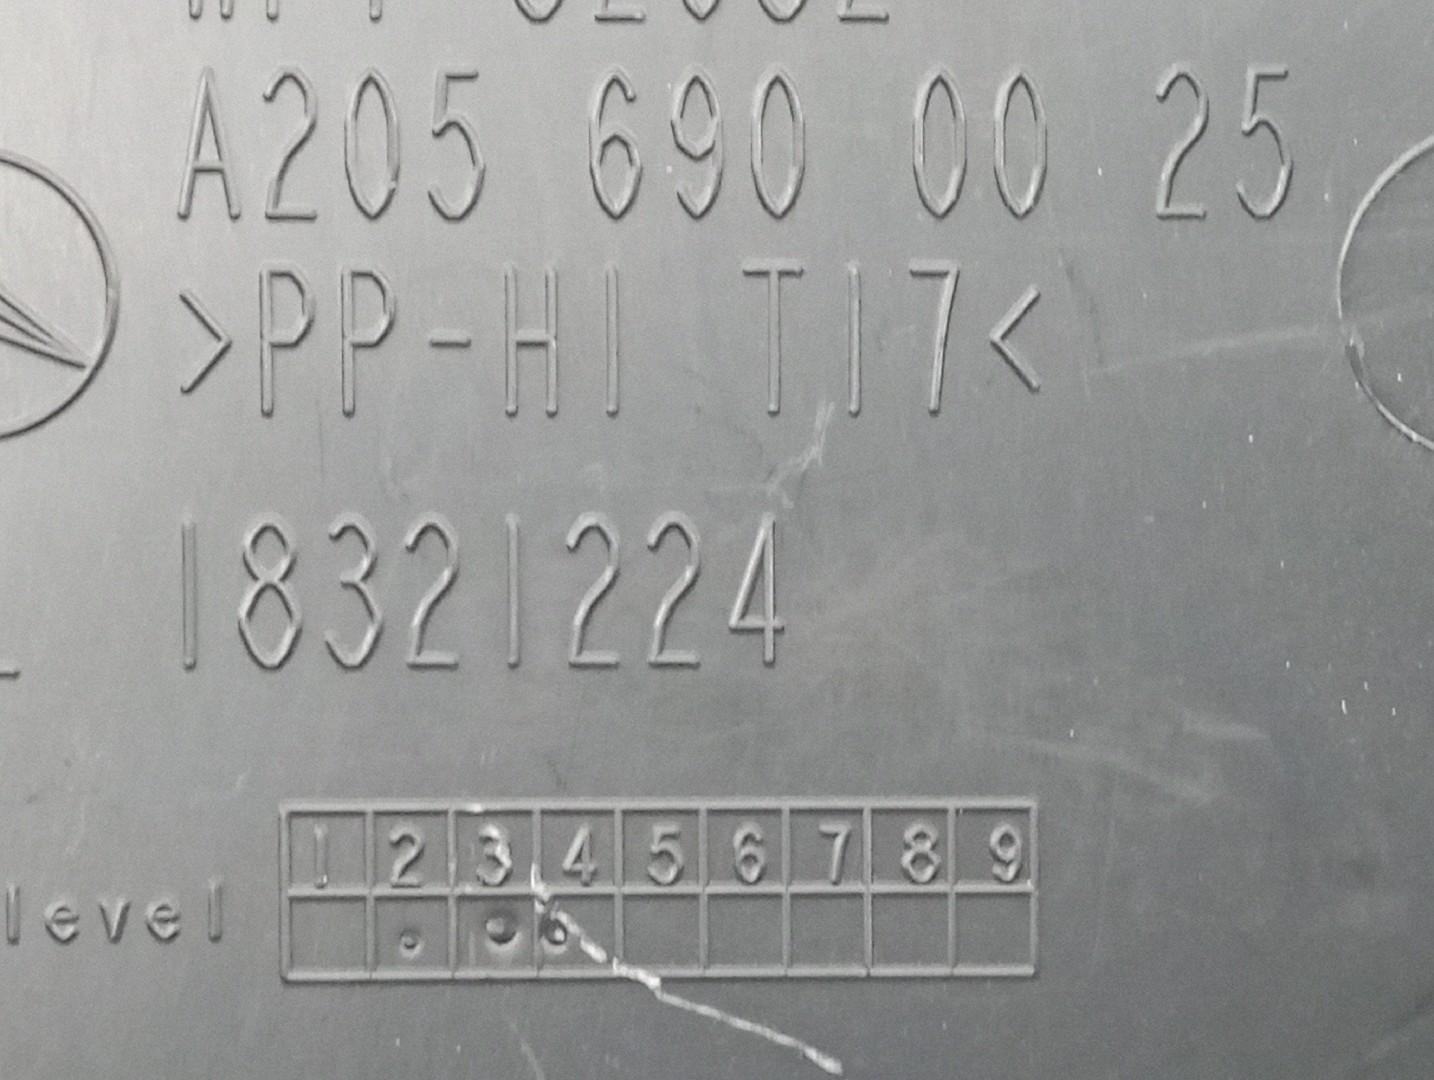 A205 690 00 25
>PP-HI T17<
18321224
1 2 3 4 5 6 7 8 9
level